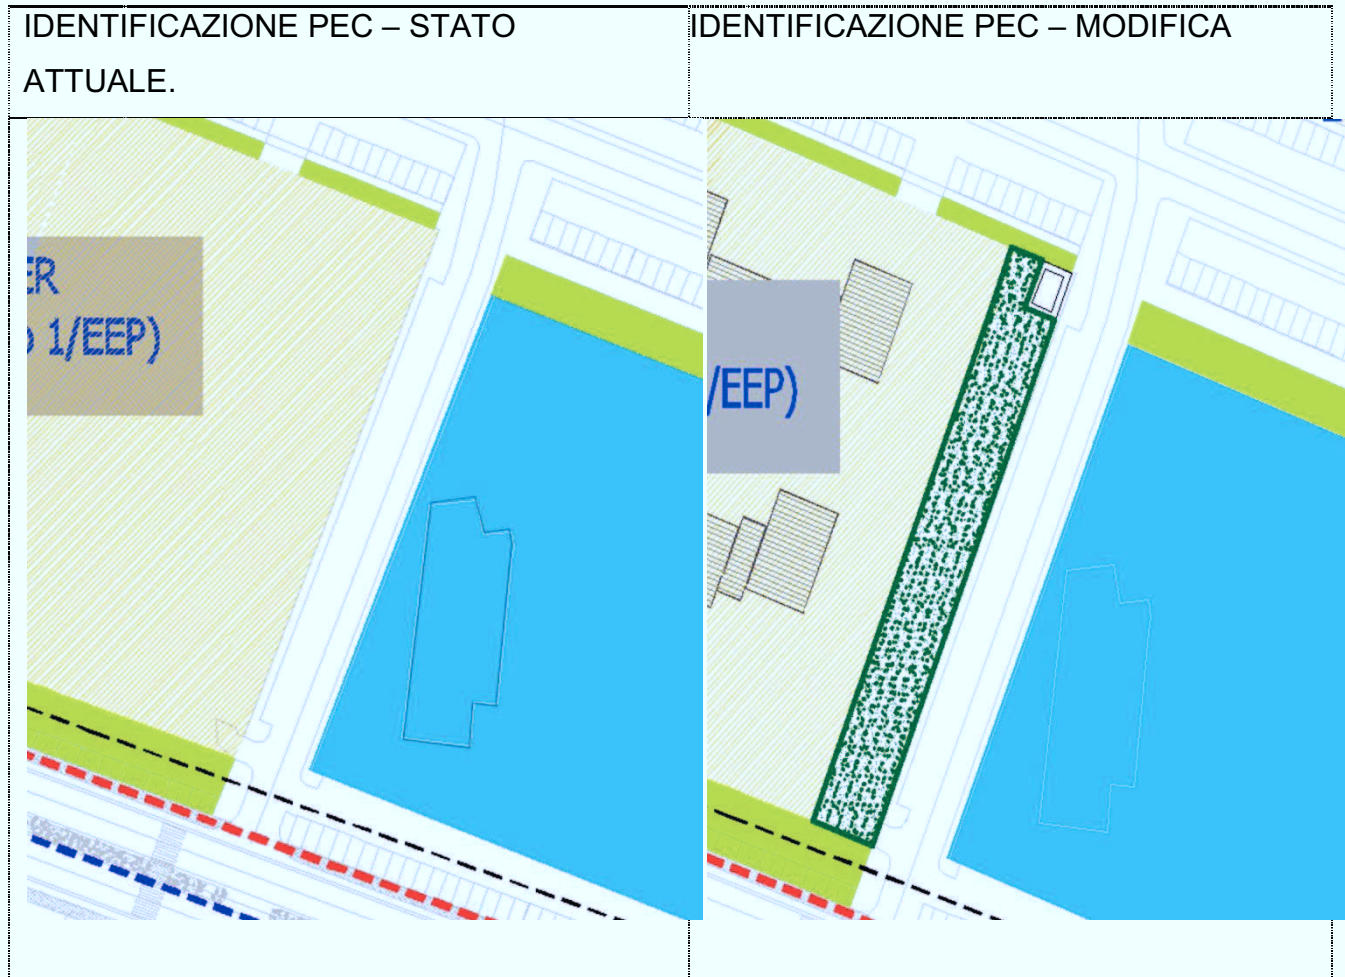 IDENTIFICAZIONE PEC – STATO
ATTUALE.
IDENTIFICAZIONE PEC – MODIFICA
ER
1/EEP)
/EEP)